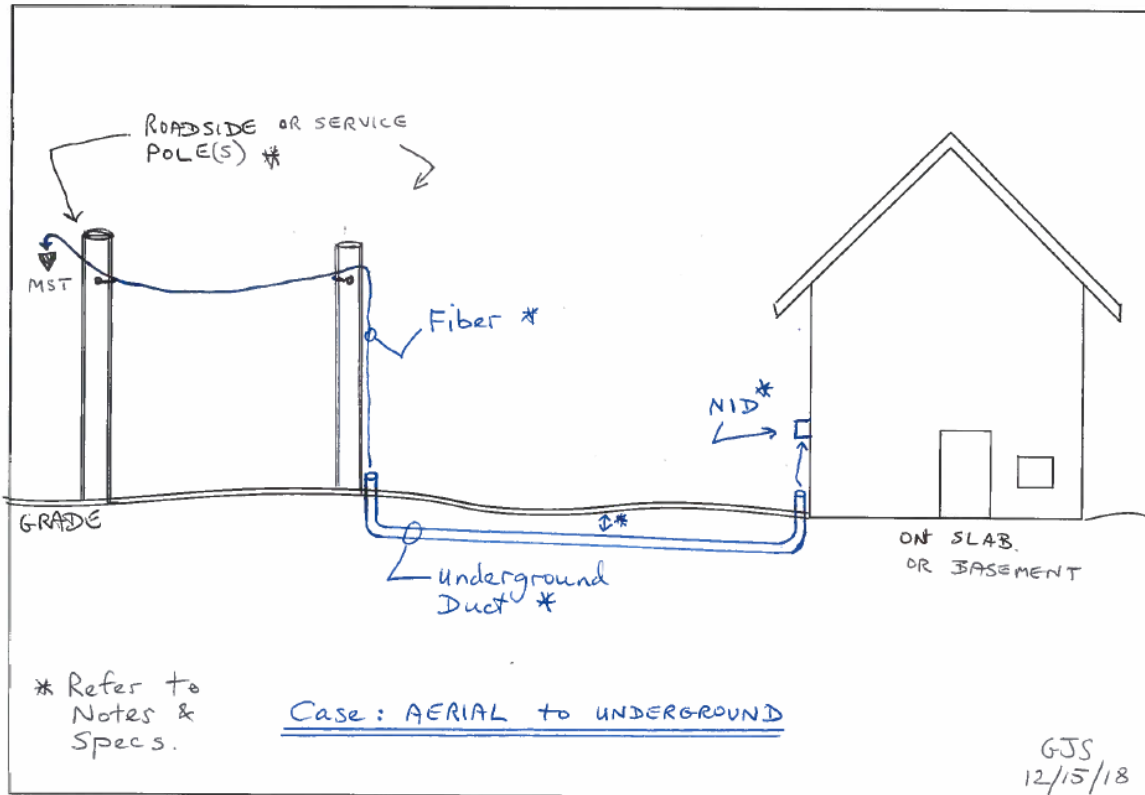 ROADSIDE OR SERVICE
POLE(S) *
MST
Fiber *
NID*
GRADE
*
ON SLAB.
OR BASEMENT
underground
Duct *
* Refer to
Notes &
Specs.
Case: AERIAL to UNDERGROUND
GJS
12/15/18